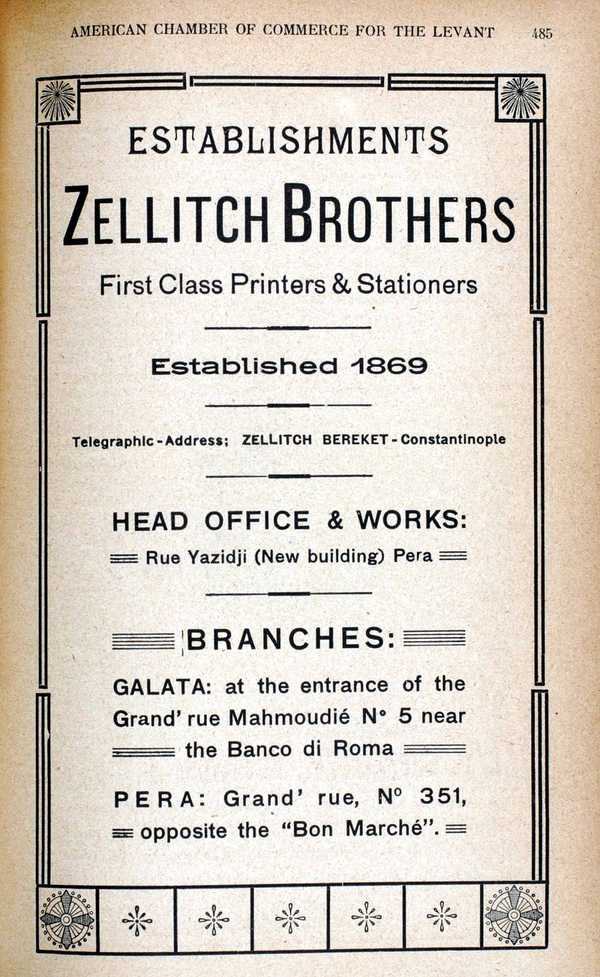 AMERICAN CHAMBER OF COMMERCE FOR THE LEVANT 485
ESTABLISHMENTS
ZELLITCH BROTHERS
First Class Printers & Stationers
Established 1869
Telegraphic-Address; ZELLITCH BEREKET-Constantinople
HEAD OFFICE & WORKS:
Rue Yazidji (New building) Pera
BRANCHES:
GALATA: at the entrance of the
Grand' rue Mahmoudié N° 5 near
the Banco di Roma
PERA: Grand' rue, N° 351,
opposite the "Bon Marché".